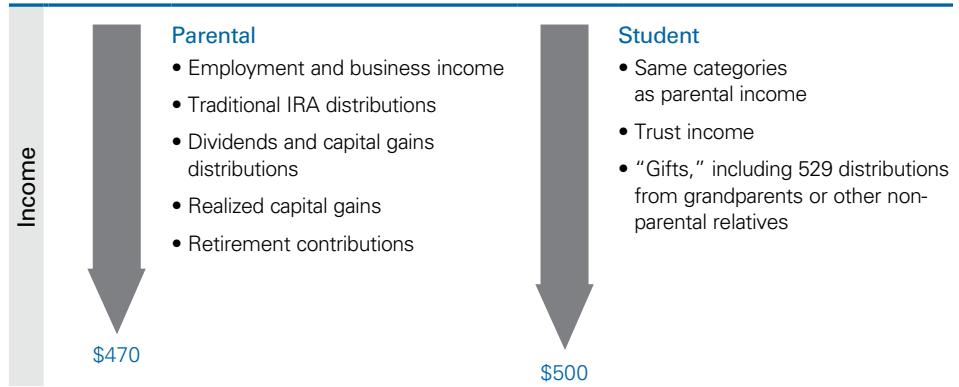 Income
Parental
• Employment and business income
• Traditional IRA distributions
• Dividends and capital gains
distributions
• Realized capital gains
• Retirement contributions
$470
Student
• Same categories
as parental income
• Trust income
• “Gifts,” including 529 distributions
from grandparents or other non-
parental relatives
$500